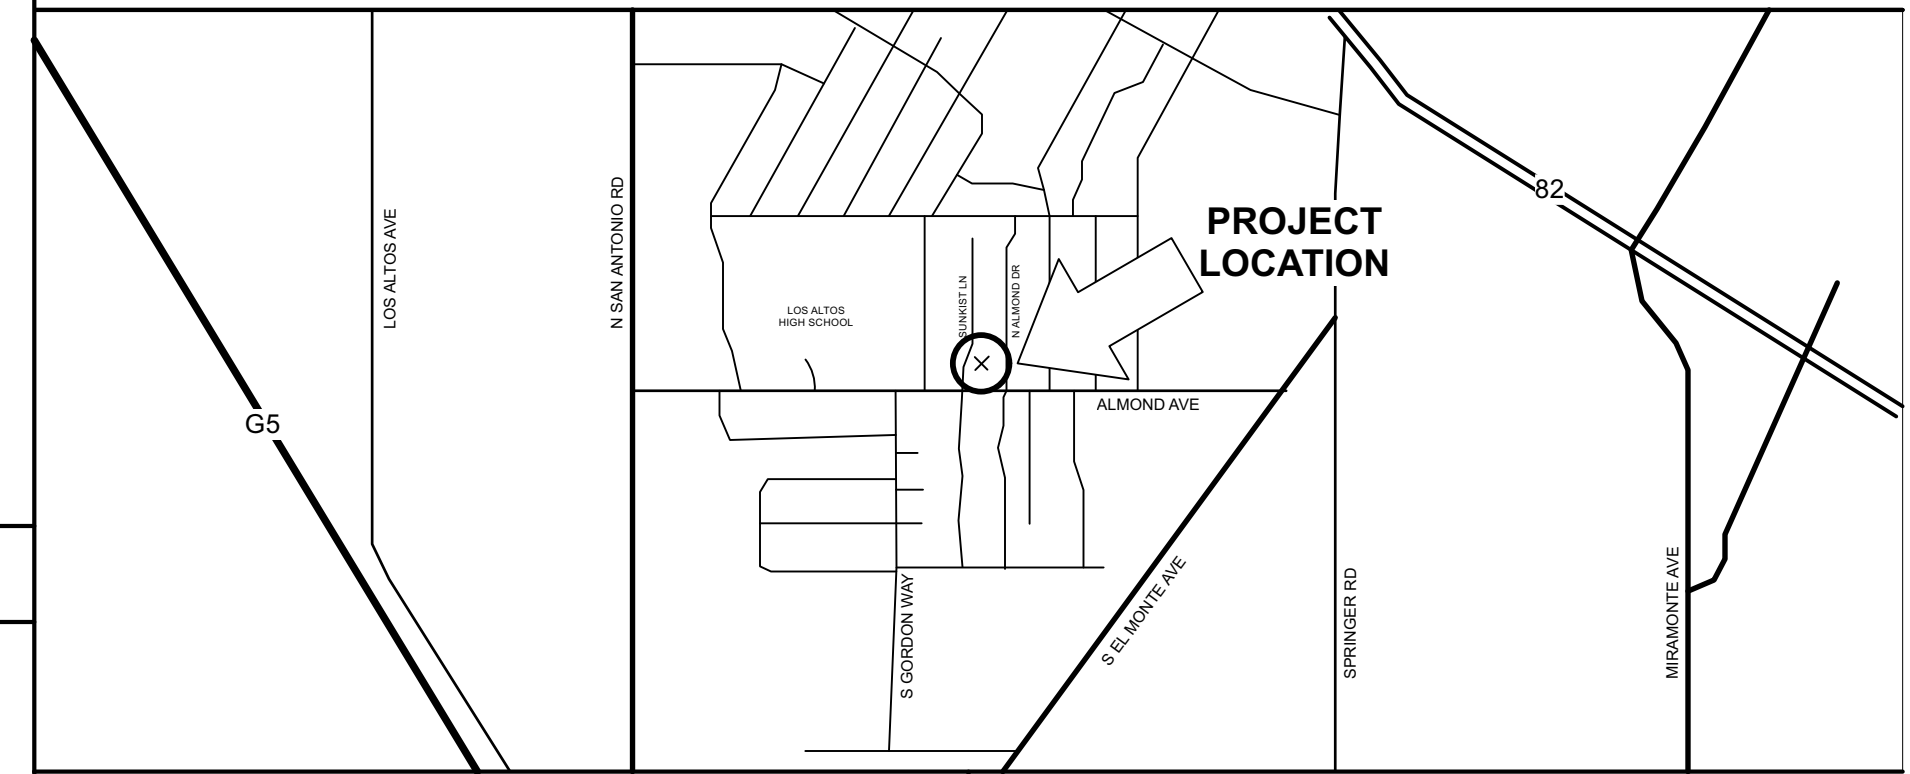 82
PROJECT
LOCATION
LOS ALTOS AVE
N SAN ANTONIO RD
SUNKIST LN
N ALMOND DR
LOS ALTOS
HIGH SCHOOL
ALMOND AVE
G5
S GORDON WAY
S EL MONTE AVE
SPRINGER RD
MIRAMONTE AVE